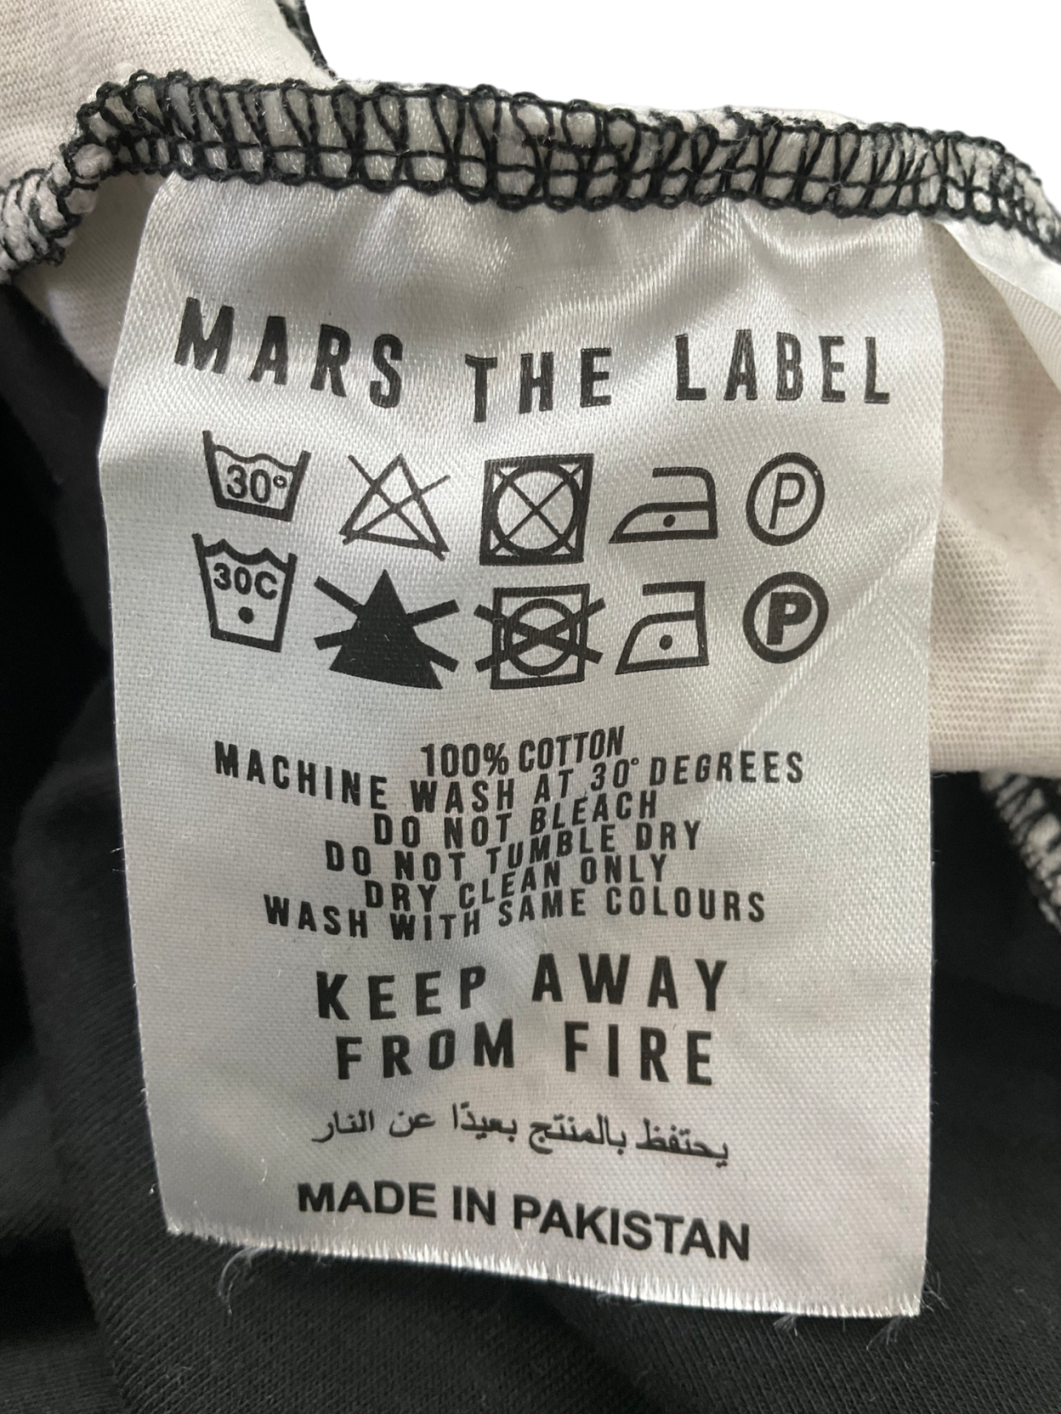 MARS THE LABEL
30° P
30C P
100% COTTON
MACHINE WASH AT 30° DEGREES
DO NOT BLEACH
DO NOT TUMBLE DRY
DRY CLEAN ONLY
WASH WITH SAME COLOURS
KEEP AWAY
FROM FIRE
يحتفظ بالمنتج بعيدًا عن النار
MADE IN PAKISTAN